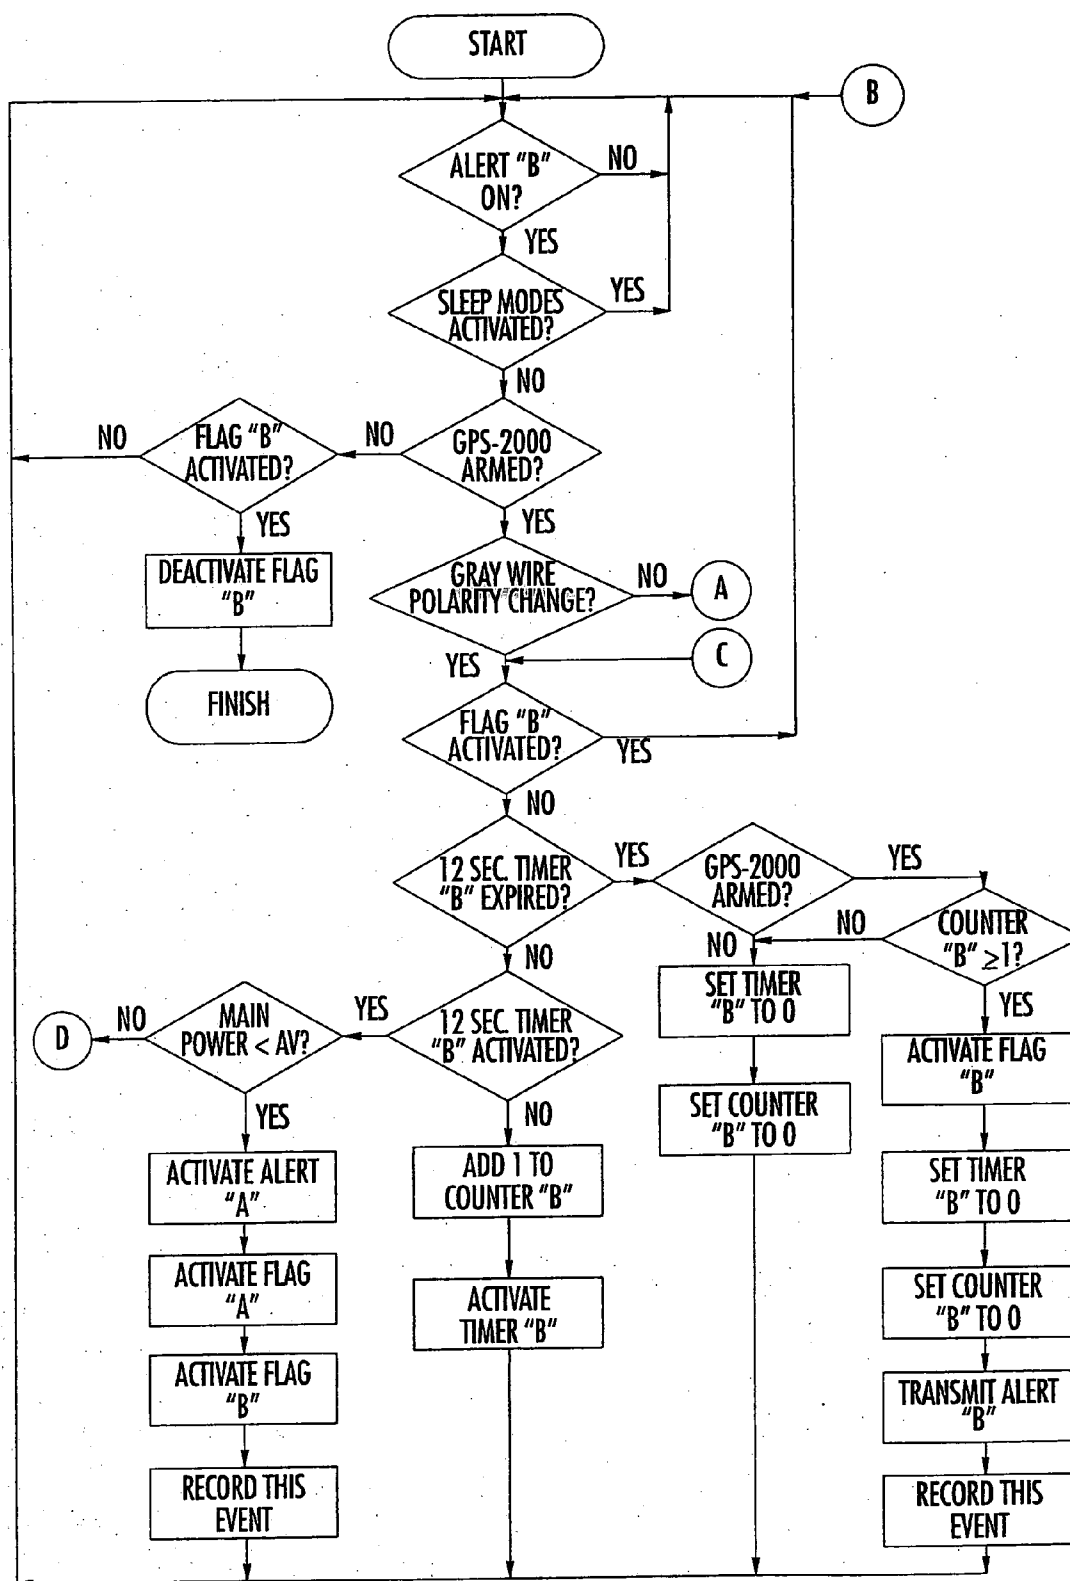 START
B
ALERT "B"
ON?
NO
YES
SLEEP MODES
ACTIVATED?
YES
NO
GPS-2000
ARMED?
NO
FLAG "B"
ACTIVATED?
NO
YES
DEACTIVATE FLAG
"B"
FINISH
YES
GRAY WIRE
POLARITY CHANGE?
NO
A
YES
C
FLAG "B"
ACTIVATED?
YES
NO
12 SEC. TIMER
"B" EXPIRED?
YES
GPS-2000
ARMED?
YES
COUNTER
"B" ≥1?
NO
NO
SET TIMER
"B" TO 0
SET COUNTER
"B" TO 0
YES
ACTIVATE FLAG
"B"
SET TIMER
"B" TO 0
SET COUNTER
"B" TO 0
TRANSMIT ALERT
"B"
RECORD THIS
EVENT
NO
12 SEC. TIMER
"B" ACTIVATED?
YES
MAIN
POWER < AV?
NO
D
YES
ACTIVATE ALERT
"A"
ACTIVATE FLAG
"A"
ACTIVATE FLAG
"B"
RECORD THIS
EVENT
NO
ADD 1 TO
COUNTER "B"
ACTIVATE
TIMER "B"